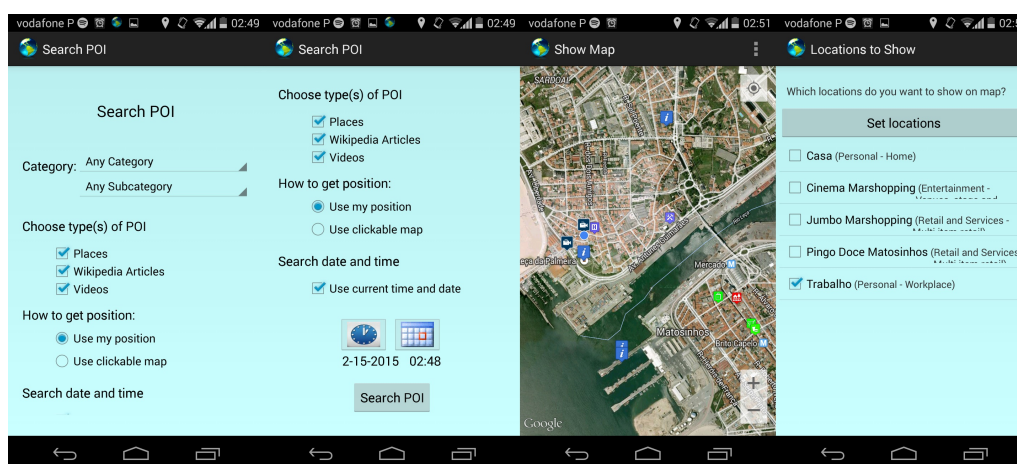 vodafone P 02:49
Search POI
Search POI
Category: Any Category
Any Subcategory
Choose type(s) of POI
Places
Wikipedia Articles
Videos
How to get position:
Use my position
Use clickable map
Search date and time
vodafone P 02:49
Search POI
Choose type(s) of POI
Places
Wikipedia Articles
Videos
How to get position:
Use my position
Use clickable map
Search date and time
Use current time and date
2-15-2015 02:48
Search POI
vodafone P 02:51
Show Map
SARDOAL
Mercado M
Matosinhos
Brito Capelo M
Google
vodafone P
Locations to Show
Which locations do you want to show on map?
Set locations
Casa (Personal - Home)
Cinema Marshopping (Entertainment -
Jumbo Marshopping (Retail and Services -
Pingo Doce Matosinhos (Retail and Services
Trabalho (Personal - Workplace)